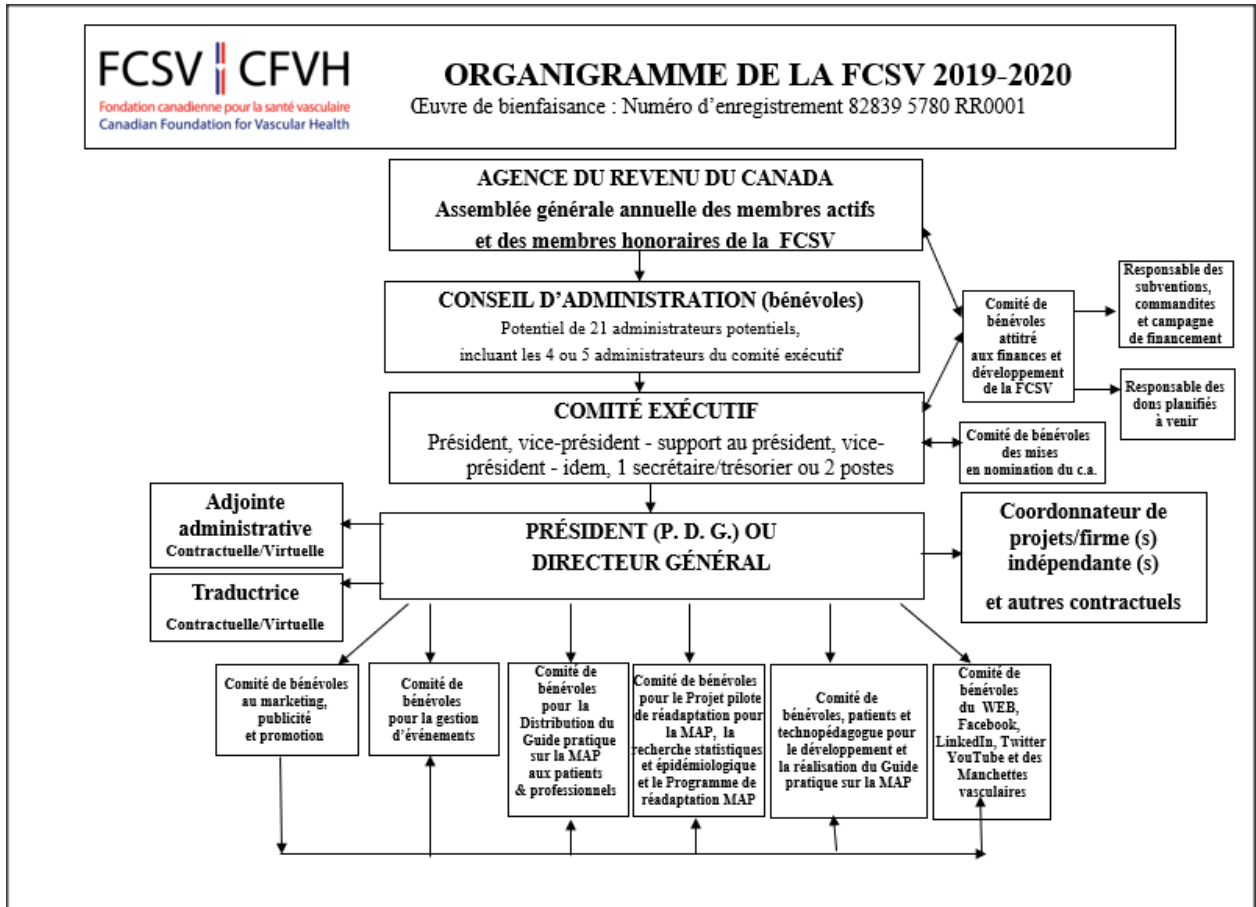 FCSV CFVH
Fondation canadienne pour la santé vasculaire
Canadian Foundation for Vascular Health
ORGANIGRAMME DE LA FCSV 2019-2020
Œuvre de bienfaisance : Numéro d’enregistrement 82839 5780 RR0001
AGENCE DU REVENU DU CANADA
Assemblée générale annuelle des membres actifs
et des membres honoraires de la FCSV
CONSEIL D’ADMINISTRATION (bénévoles)
Potentiel de 21 administrateurs potentiels,
incluant les 4 ou 5 administrateurs du comité exécutif
Comité de
bénévoles
attitré
aux finances et
développement
de la FCSV
Responsable des
subventions,
commandites
et campagne
de financement
Responsable des
dons planifiés
à venir
COMITÉ EXÉCUTIF
Président, vice-président - support au président, vice-
président - idem, 1 secrétaire/trésorier ou 2 postes
Comité de bénévoles
des mises
en nomination du c.a.
Adjointe
administrative
Contractuelle/Virtuelle
Traductrice
Contractuelle/Virtuelle
PRÉSIDENT (P. D. G.) OU
DIRECTEUR GÉNÉRAL
Coordonnateur de
projets/firme (s)
indépendante (s)
et autres contractuels
Comité de bénévoles
au marketing,
publicité
et promotion
Comité de
bénévoles
pour la gestion
d’événements
Comité de
bénévoles
pour la
Distribution du
Guide pratique
sur la MAP
aux patients
& professionnels
Comité de bénévoles
pour le Projet pilote
de réadaptation pour
la MAP, la
recherche statistiques
et épidémiologique
et le Programme de
réadaptation MAP
Comité de
bénévoles, patients et
technopédagogue pour
le développement et
la réalisation du Guide
pratique sur la MAP
Comité de
bénévoles
du WEB,
Facebook,
LinkedIn, Twitter
YouTube et des
Manchettes
vasculaires